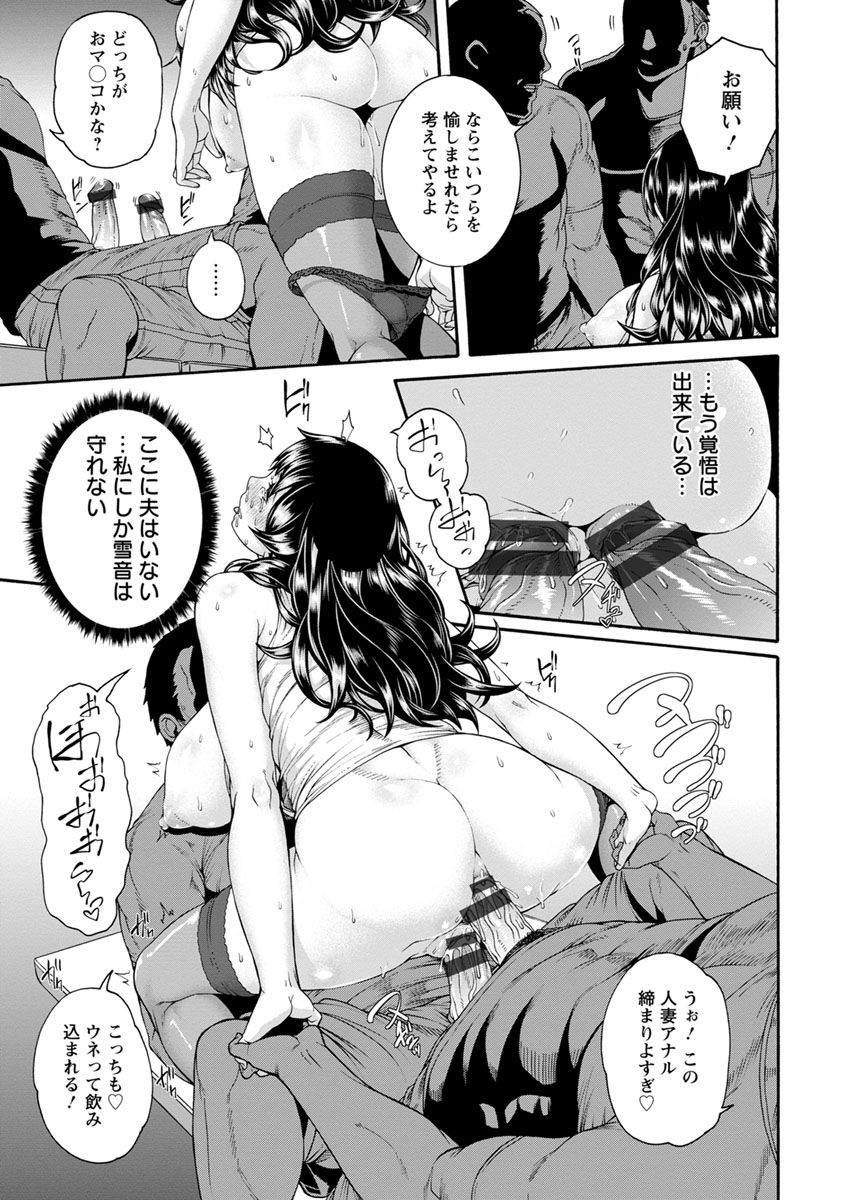 お願い！
ならこいつらを
愉しませれたら
考えてやるよ
どっちが
おマ〇コかな？
……
…もう覚悟は
出来ている…
ここに夫はいない
…私にしか雪音は
守れない
うぉ！この
人妻アナル
締まりよすぎ♡
こっちも♡
ウネって飲み
込まれる！